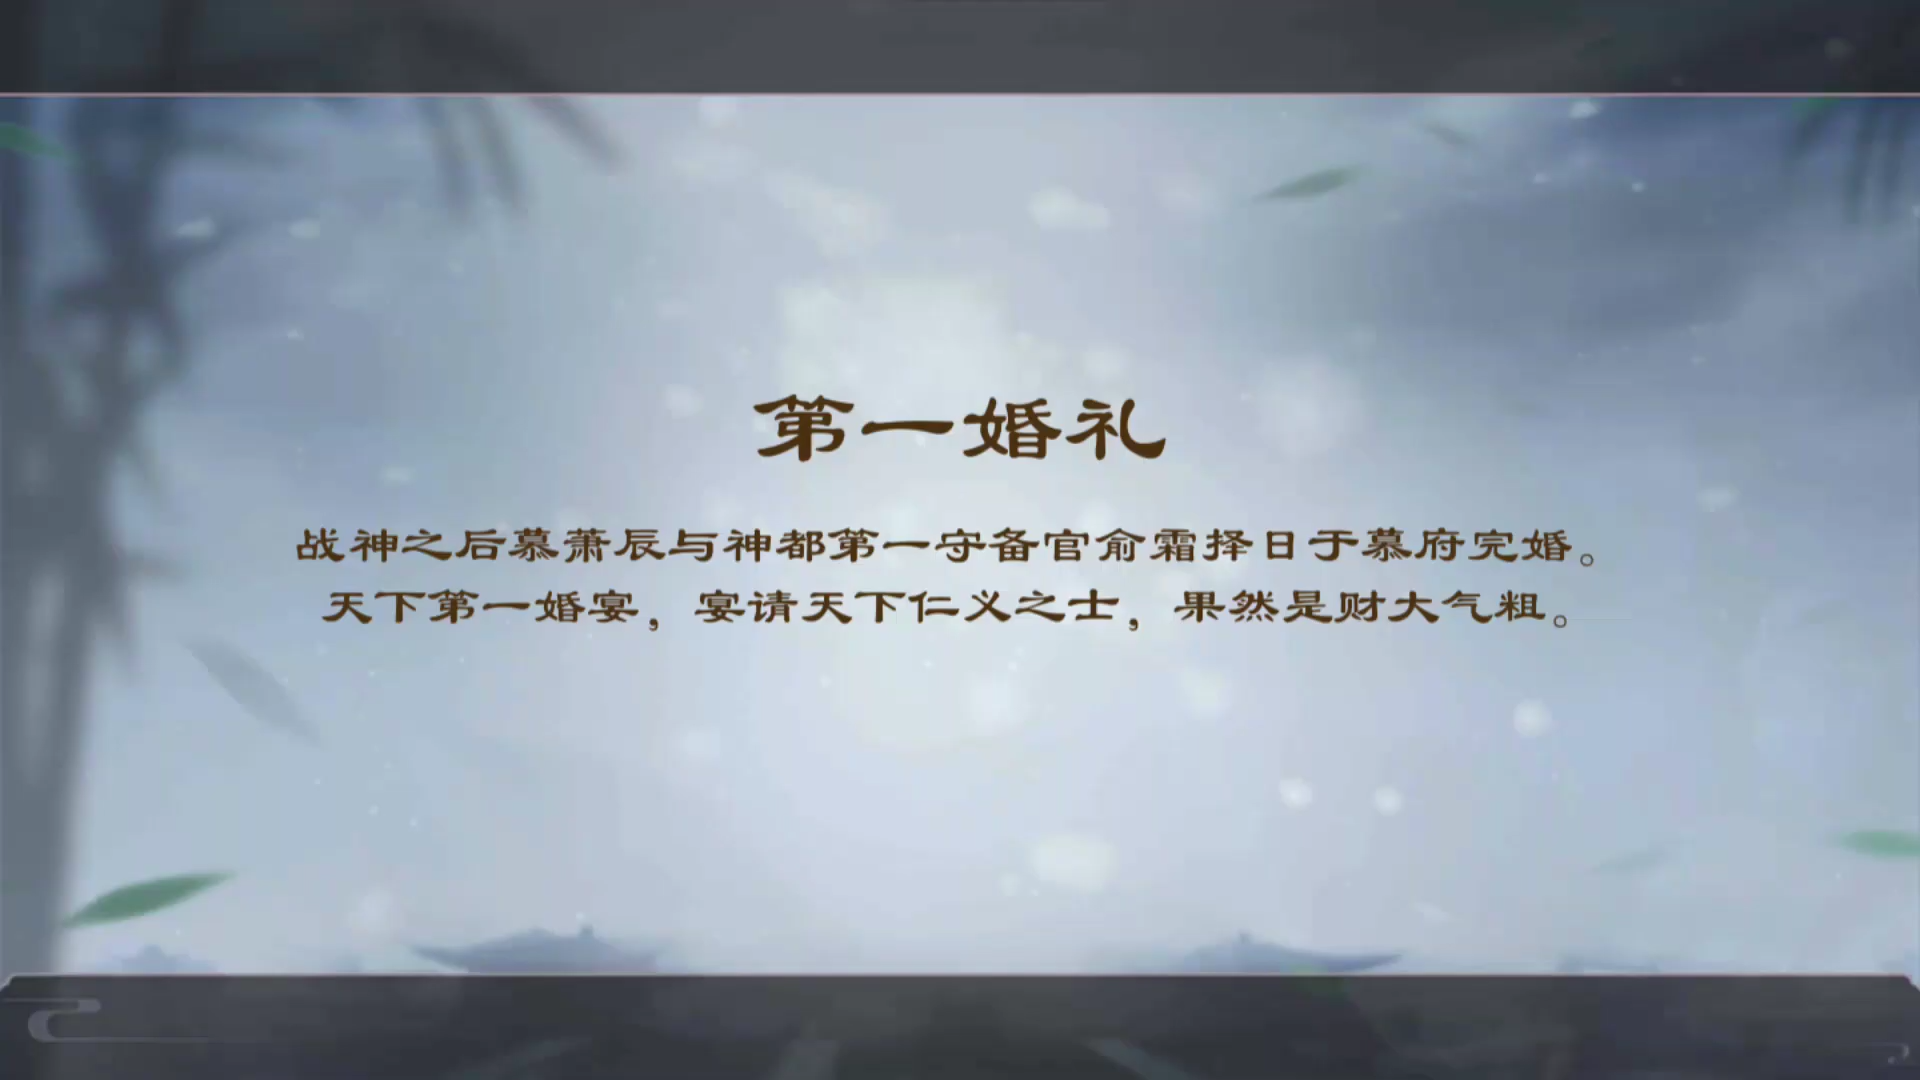 第一婚礼
战神之后慕萧辰与神都第一守备官俞霜择日于慕府完婚。
天下第一婚宴，宴请天下仁义之士，果然是财大气粗。